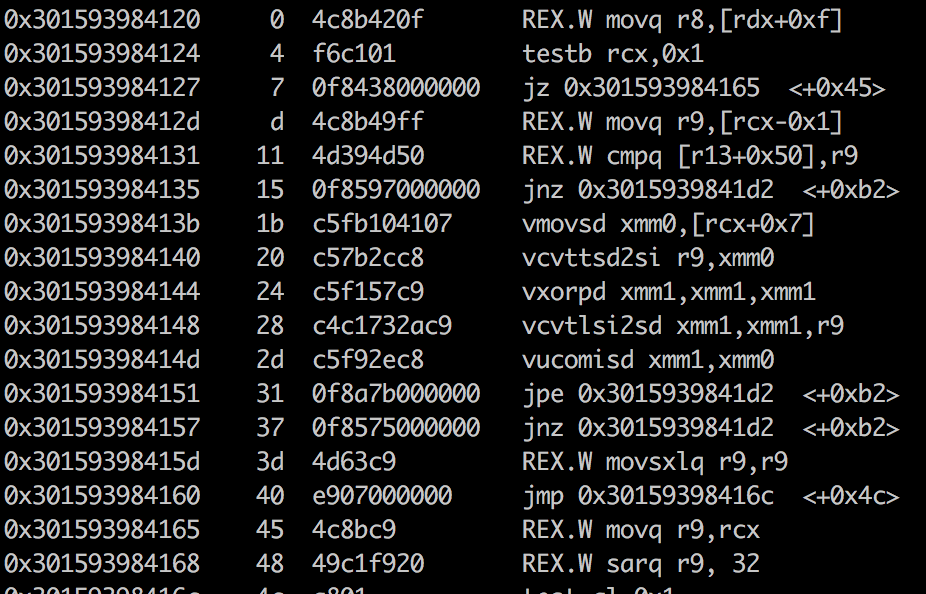 0x301593984120 0 4c8b420f REX.W movq r8,[rdx+0xf]
0x301593984124 4 f6c101 testb rcx,0x1
0x301593984127 7 0f8438000000 jz 0x301593984165 <+0x45>
0x30159398412d d 4c8b49ff REX.W movq r9,[rcx-0x1]
0x301593984131 11 4d394d50 REX.W cmpq [r13+0x50],r9
0x301593984135 15 0f8597000000 jnz 0x3015939841d2 <+0xb2>
0x30159398413b 1b c5fb104107 vmovsd xmm0,[rcx+0x7]
0x301593984140 20 c57b2cc8 vcvttsd2si r9,xmm0
0x301593984144 24 c5f157c9 vxorpd xmm1,xmm1,xmm1
0x301593984148 28 c4c1732ac9 vcvtlsi2sd xmm1,xmm1,r9
0x30159398414d 2d c5f92ec8 vucomisd xmm1,xmm0
0x301593984151 31 0f8a7b000000 jpe 0x3015939841d2 <+0xb2>
0x301593984157 37 0f8575000000 jnz 0x3015939841d2 <+0xb2>
0x30159398415d 3d 4d63c9 REX.W movsxlq r9,r9
0x301593984160 40 e907000000 jmp 0x30159398416c <+0x4c>
0x301593984165 45 4c8bc9 REX.W movq r9,rcx
0x301593984168 48 49c1f920 REX.W sarq r9, 32